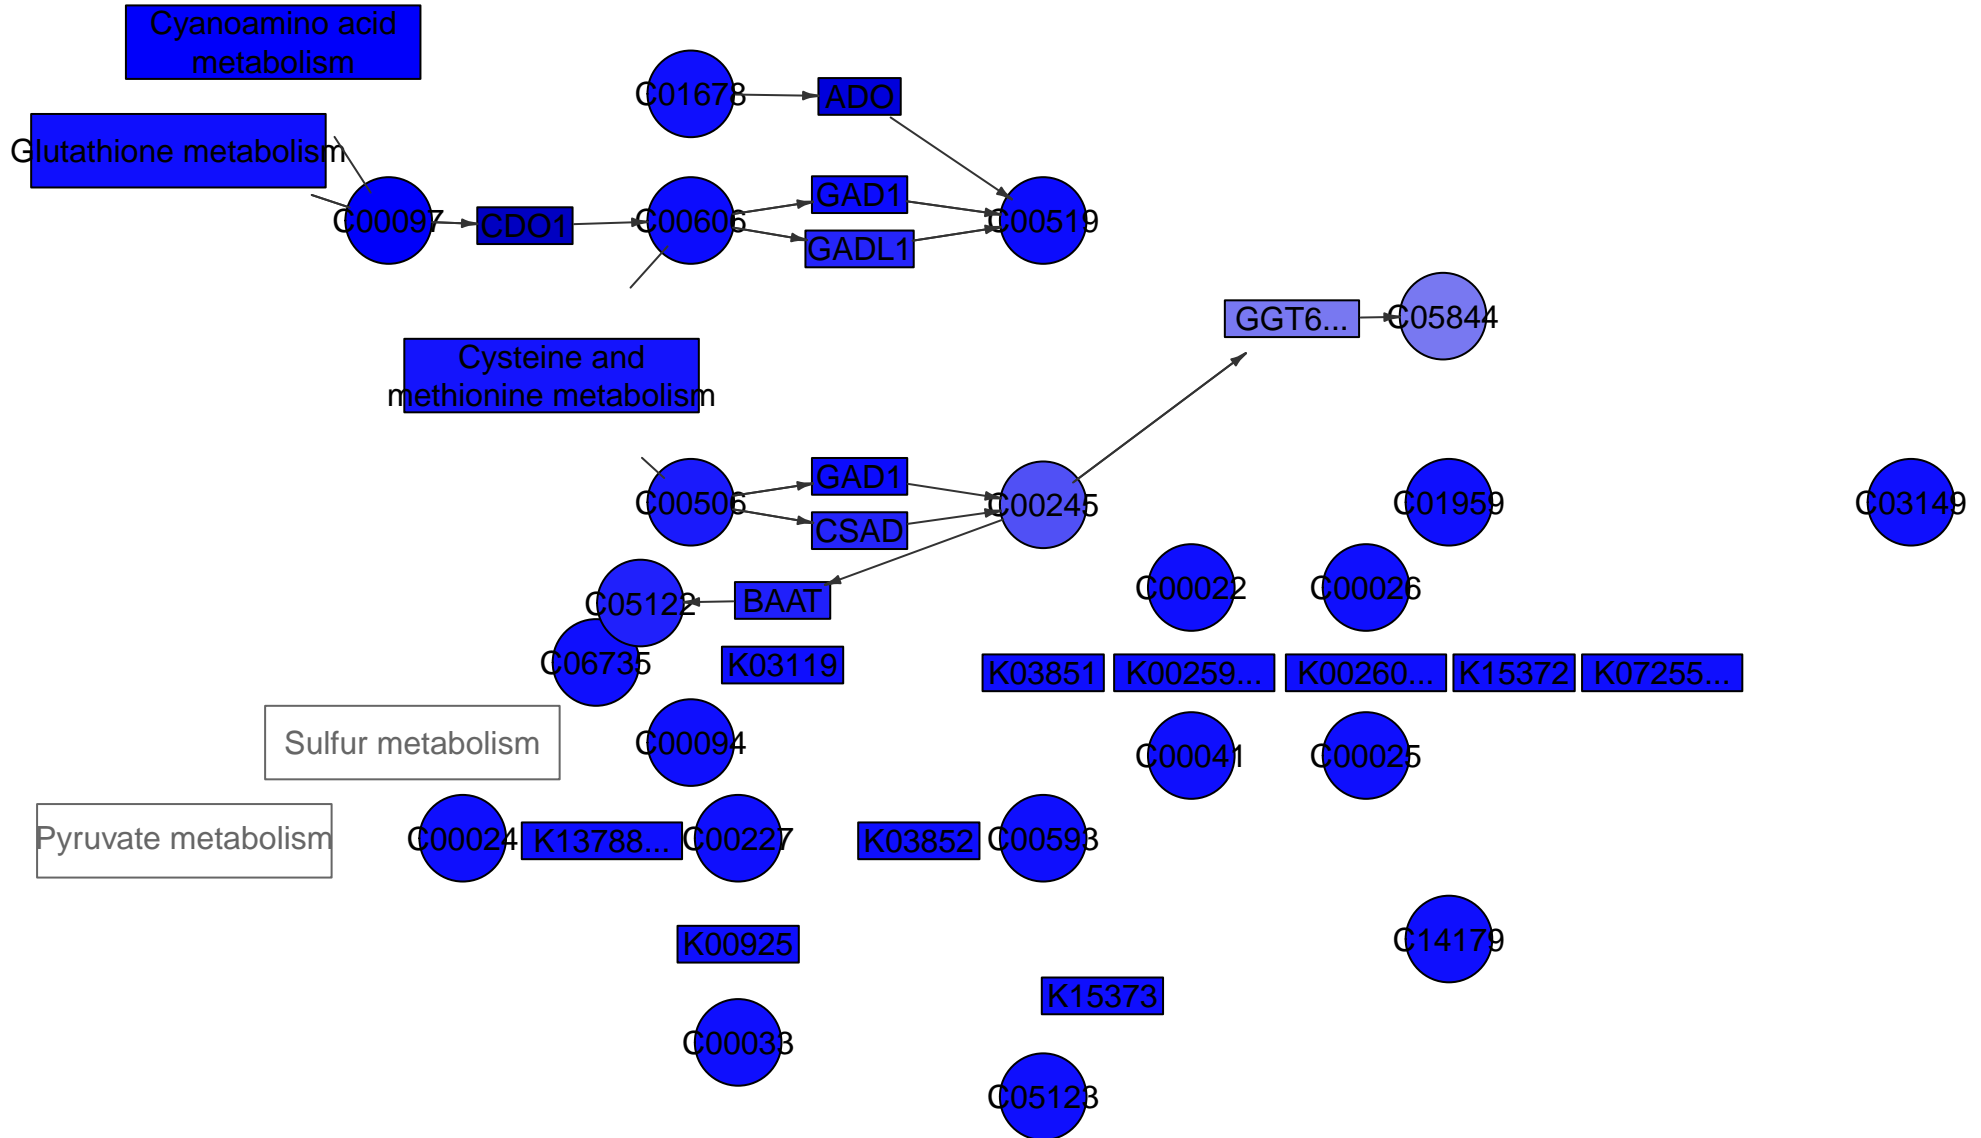 Cyanoamino acid
metabolism
C01678
ADO
Glutathione metabolism
C00097
CDO1
C00606
GAD1
GADL1
C00519
GGT6...
C05844
Cysteine and
methionine metabolism
C00506
GAD1
CSAD
C00245
C01959
C03149
C05122
BAAT
C00022
C00026
C06735
K03119
K03851
K00259...
K00260...
K15372
K07255...
Sulfur metabolism
C00094
C00041
C00025
Pyruvate metabolism
C00024
K13788...
C00227
K03852
C00593
K00925
C14179
K15373
C00033
C05123